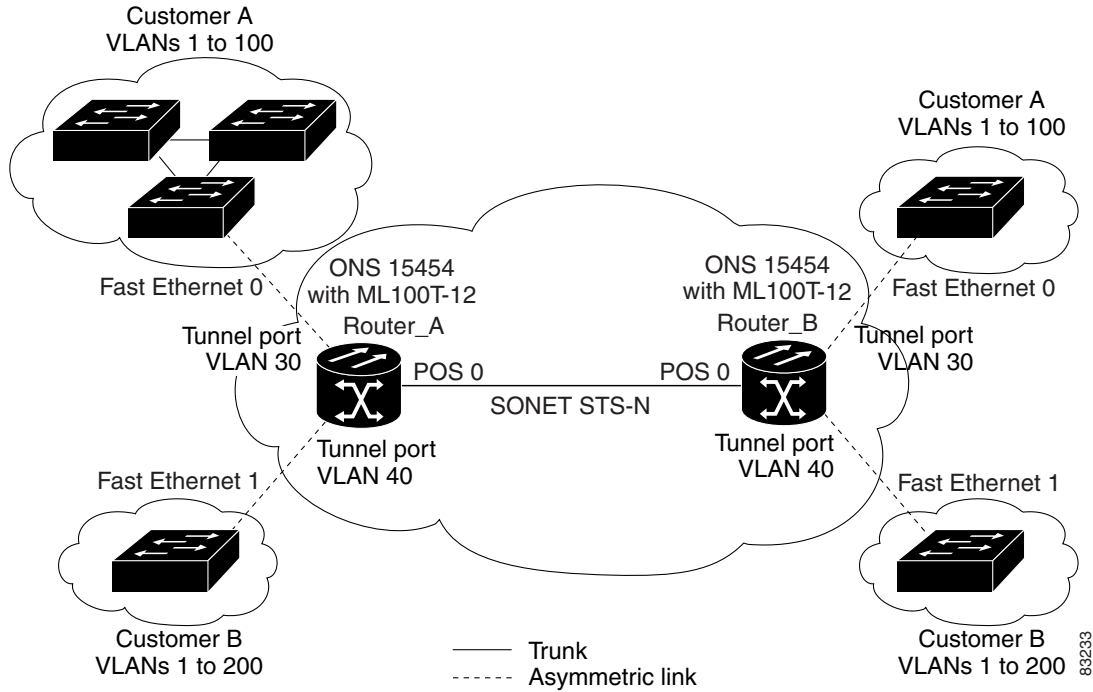 Customer A
VLANs 1 to 100
Customer A
VLANs 1 to 100
Fast Ethernet 0
ONS 15454
with ML100T-12
Router_A
ONS 15454
with ML100T-12
Router_B
Fast Ethernet 0
Tunnel port
VLAN 30
Tunnel port
VLAN 30
POS 0
POS 0
SONET STS-N
Tunnel port
VLAN 40
Tunnel port
VLAN 40
Fast Ethernet 1
Fast Ethernet 1
Customer B
VLANs 1 to 200
Trunk
Asymmetric link
Customer B
VLANs 1 to 200
83233